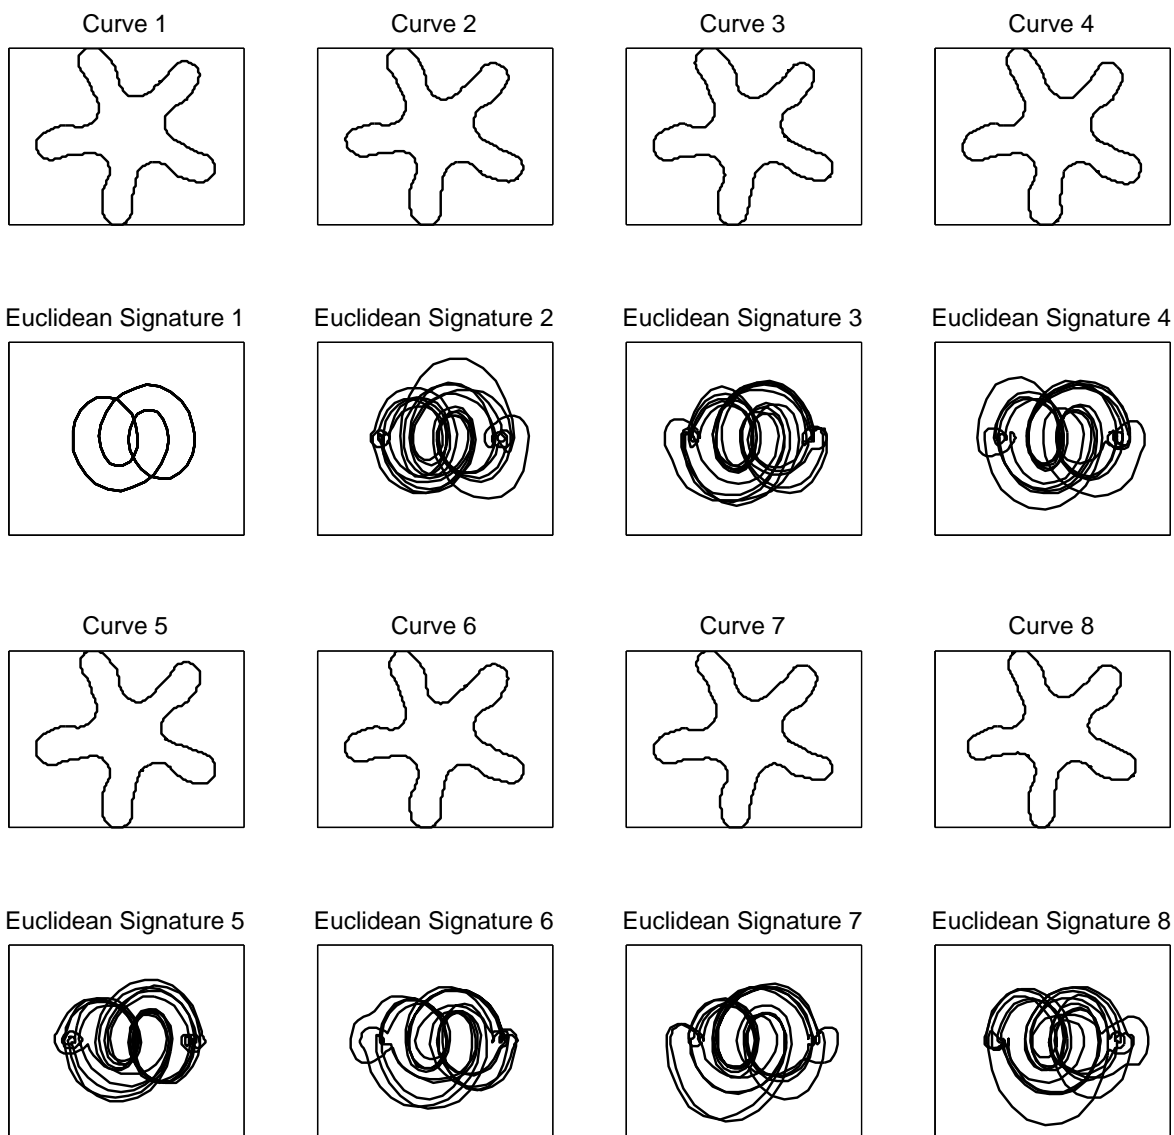 Curve 1
Curve 2
Curve 3
Curve 4
Euclidean Signature 1
Euclidean Signature 2
Euclidean Signature 3
Euclidean Signature 4
Curve 5
Curve 6
Curve 7
Curve 8
Euclidean Signature 5
Euclidean Signature 6
Euclidean Signature 7
Euclidean Signature 8